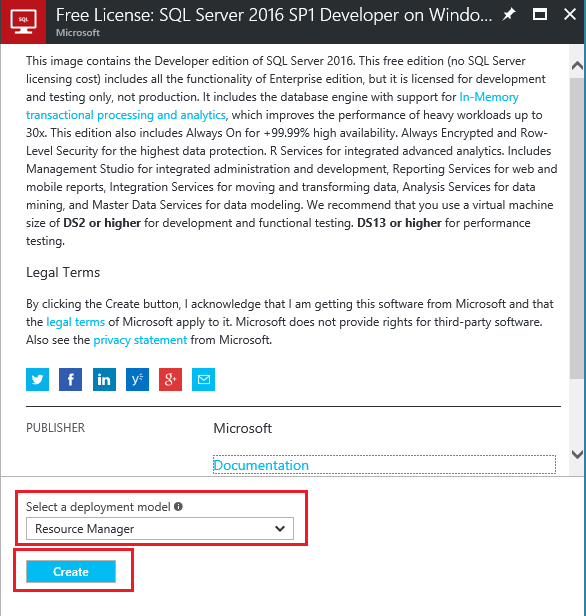 SQL
Free License: SQL Server 2016 SP1 Developer on Windo...
Microsoft
This image contains the Developer edition of SQL Server 2016. This free edition (no SQL Server
licensing cost) includes all the functionality of Enterprise edition, but it is licensed for development
and testing only, not production. It includes the database engine with support for In-Memory
transactional processing and analytics, which improves the performance of heavy workloads up to
30x. This edition also includes Always On for +99.99% high availability. Always Encrypted and Row-
Level Security for the highest data protection. R Services for integrated advanced analytics. Includes
Management Studio for integrated administration and development, Reporting Services for web and
mobile reports, Integration Services for moving and transforming data, Analysis Services for data
mining, and Master Data Services for data modeling. We recommend that you use a virtual machine
size of DS2 or higher for development and functional testing. DS13 or higher for performance
testing.
Legal Terms
By clicking the Create button, I acknowledge that I am getting this software from Microsoft and that
the legal terms of Microsoft apply to it. Microsoft does not provide rights for third-party software.
Also see the privacy statement from Microsoft.
PUBLISHER
Microsoft
Documentation
Select a deployment model
Resource Manager
Create